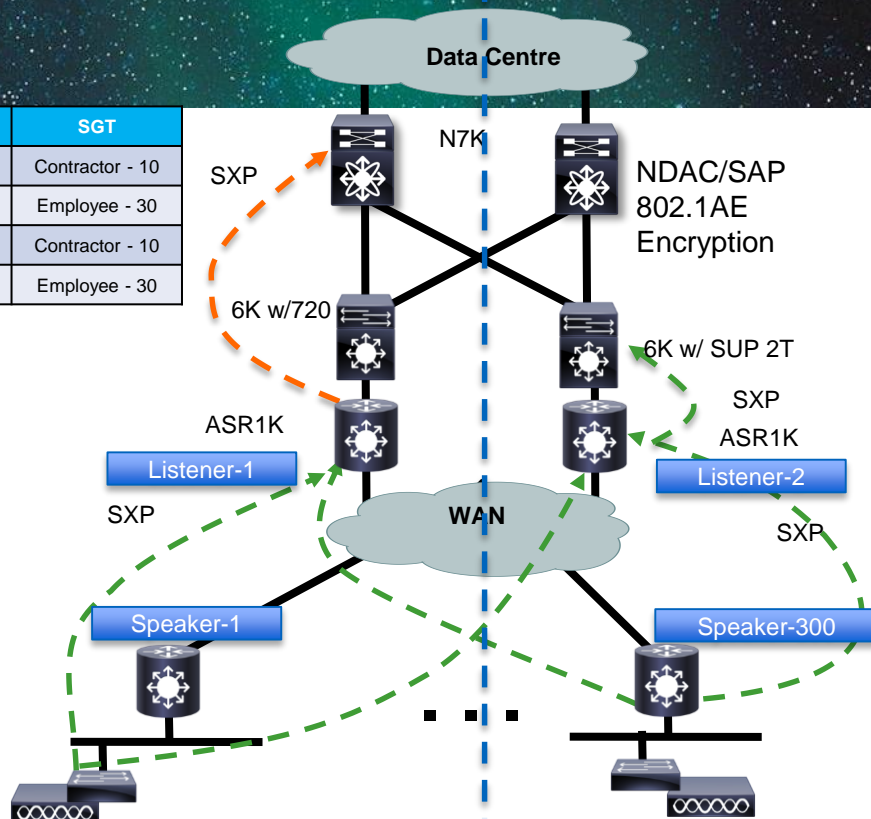 Data Centre
SGT
Contractor - 10
Employee - 30
Contractor - 10
Employee - 30
SXP
N7K
NDAC/SAP
802.1AE
Encryption
6K w/720
6K w/ SUP 2T
SXP
ASR1K
ASR1K
Listener-1
Listener-2
SXP
WAN
SXP
Speaker-1
Speaker-300
. . .